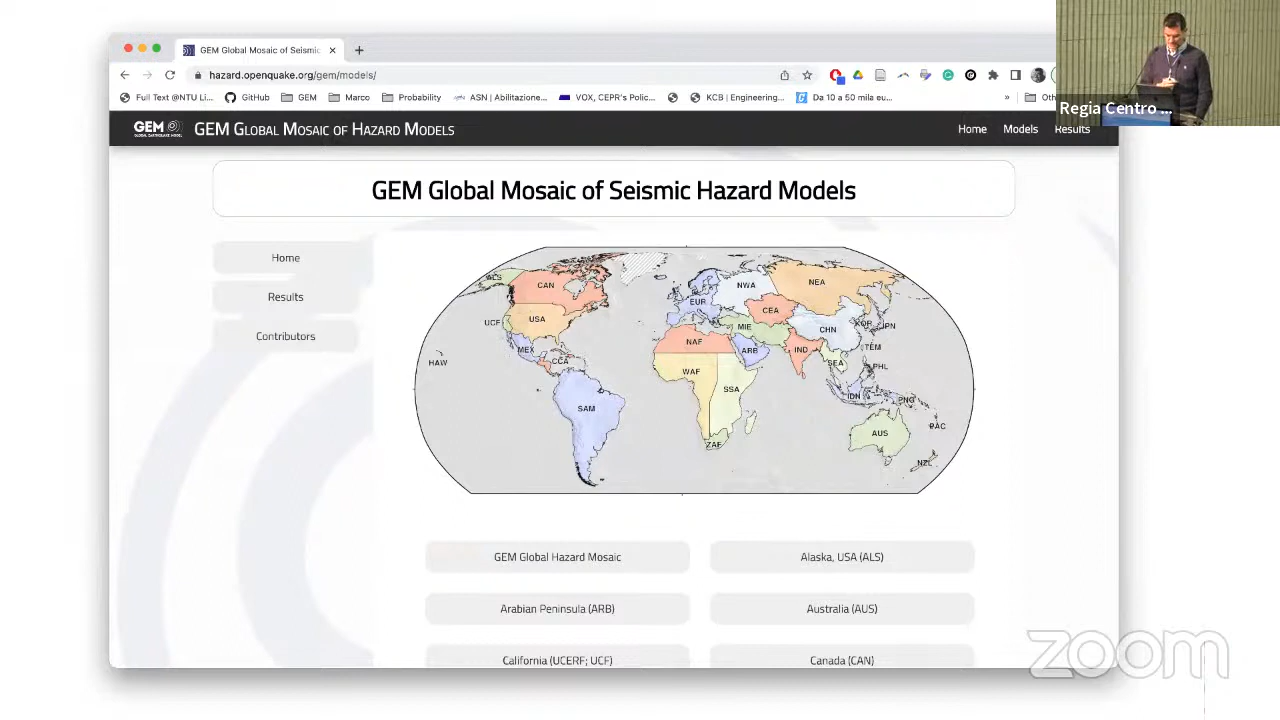 GEM Global Mosaic of Seismic
hazard.openquake.org/gem/models/
Full Text @NTU Li... GitHub GEM Marco Probability ASN | Abilitazione... VOX, CEPR's Polic... KCB | Engineering... Da 10 a 50 mila eu... » Oth
Regia Centro ...
GEM GLOBAL EARTHQUAKE MODEL GEM GLOBAL MOSAIC OF HAZARD MODELS Home Models Results
GEM Global Mosaic of Seismic Hazard Models
Home
Results
Contributors
ALS CAN NWA NEA
EUR
UCF USA CEA
MIE CHN KOR JPN
HAW MEX CCA NAF ARB IND SEA TEM
WAF PHL
SSA IDN PNG
SAM PAC
AUS
ZAF NZL
GEM Global Hazard Mosaic Alaska, USA (ALS)
Arabian Peninsula (ARB) Australia (AUS)
California (UCERF; UCF) Canada (CAN)
zoom